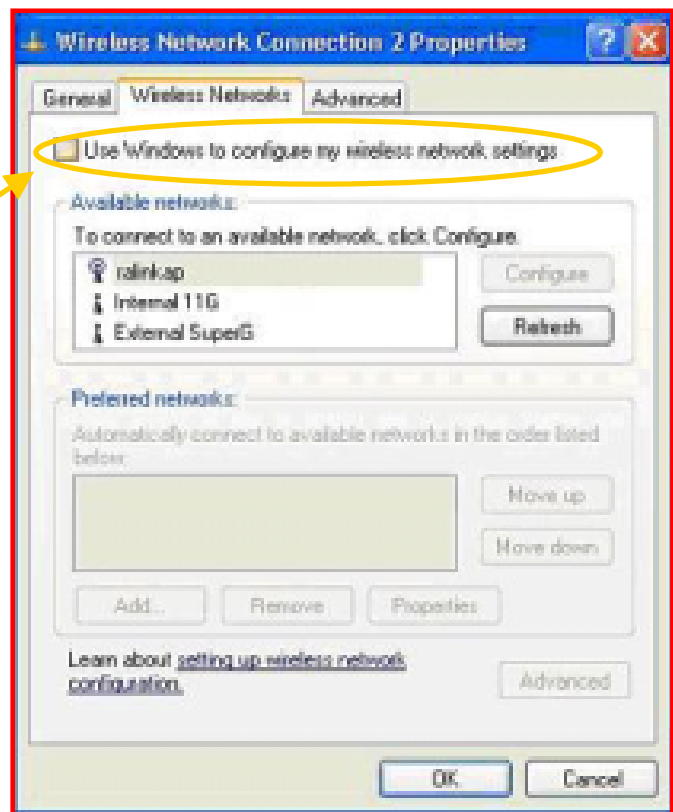 Wireless Network Connection 2 Properties
General Wireless Networks Advanced
Use Windows to configure my wireless network settings
Available networks:
To connect to an available network, click Configure.
ralinkap
Configure
Internal 11G
External SuperG
Refresh
Preferred networks:
Automatically connect to available networks in the order listed
below:
Move up
Move down
Add... Remove Properties
Learn about setting up wireless network
configuration.
Advanced
OK Cancel